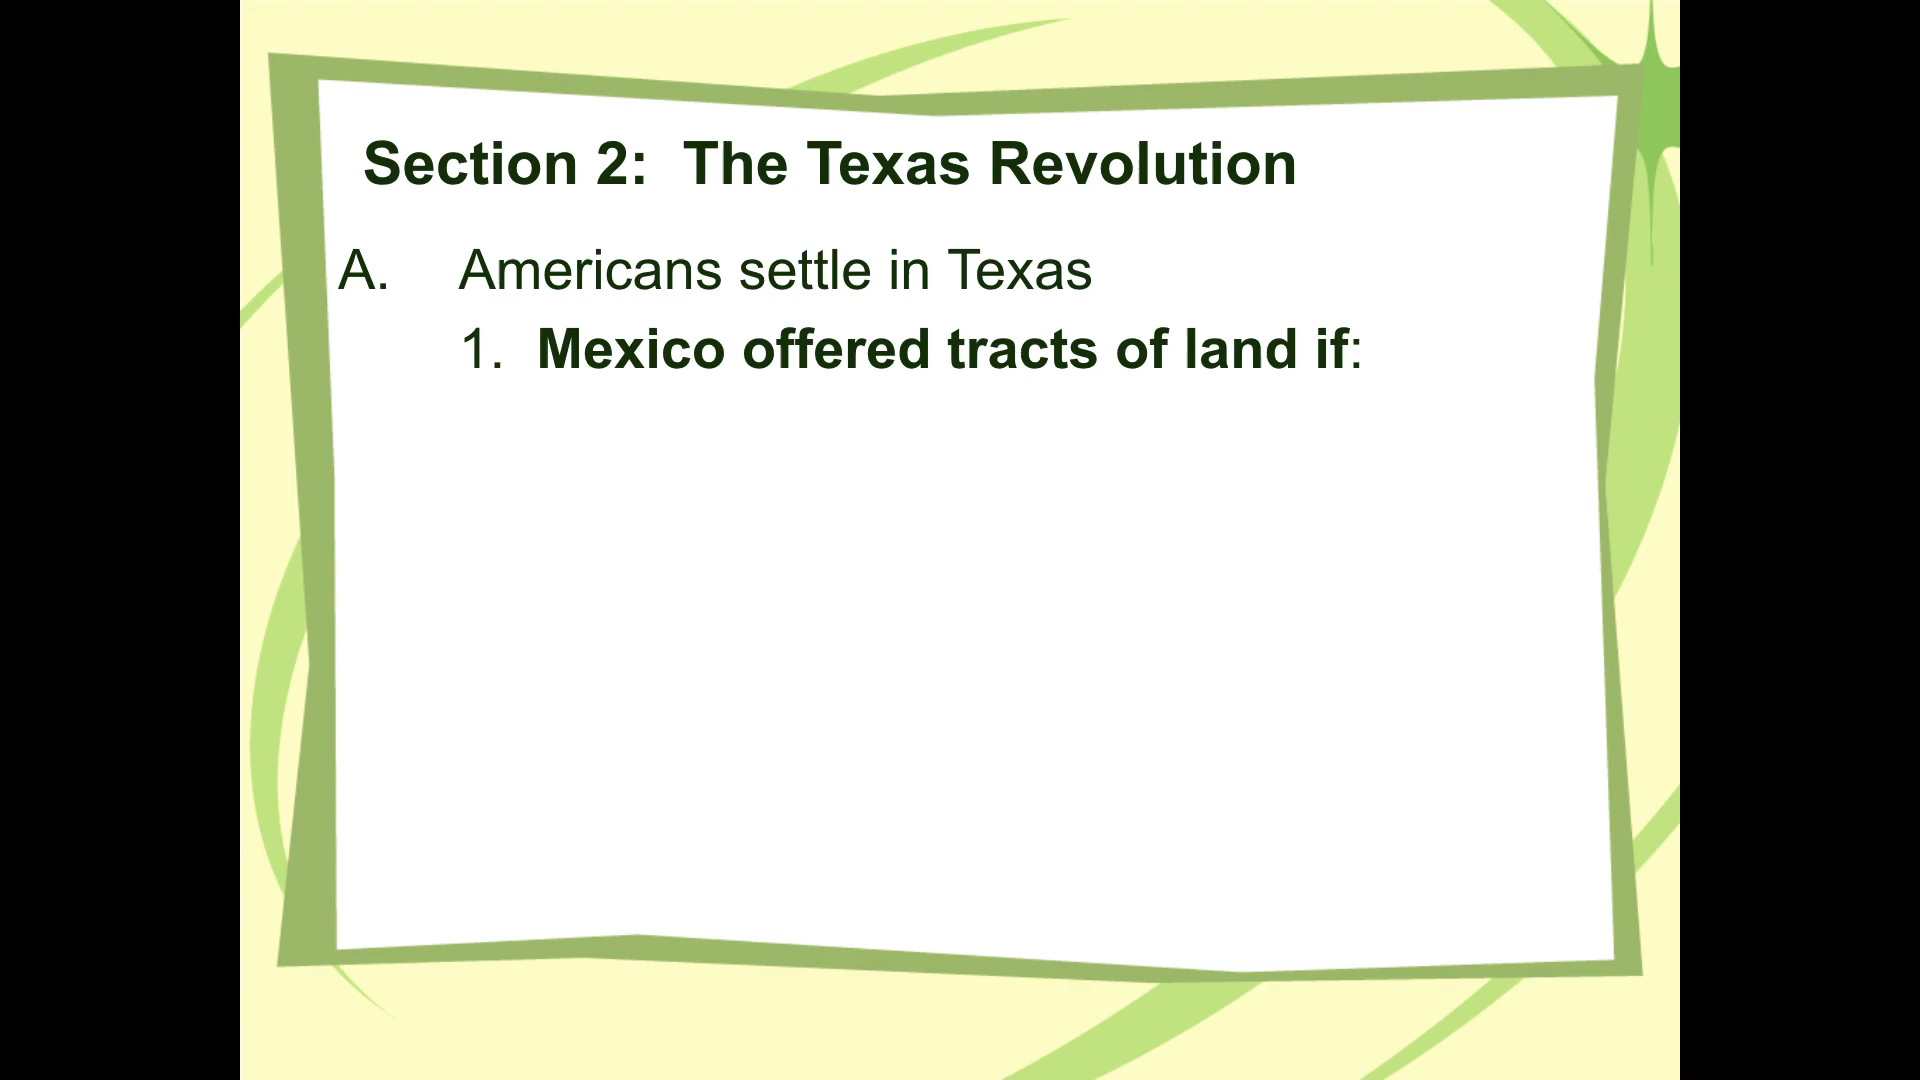 Section 2:  The Texas Revolution
A. Americans settle in Texas
1. Mexico offered tracts of land if: